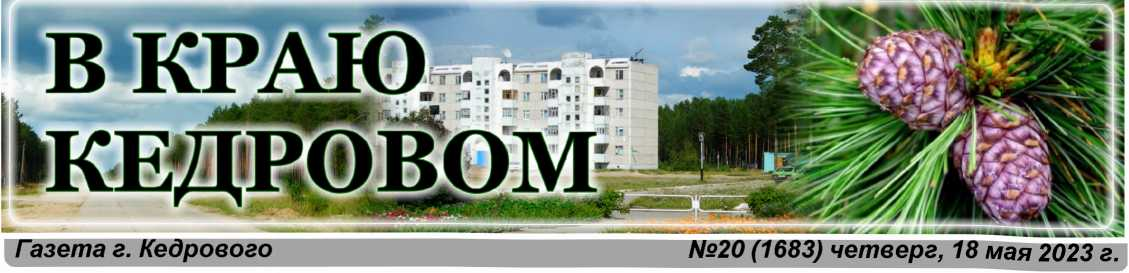 В КРАЮ
КЕДРОВОМ
Газета г. Кедрового №20 (1683) четверг, 18 мая 2023 г.